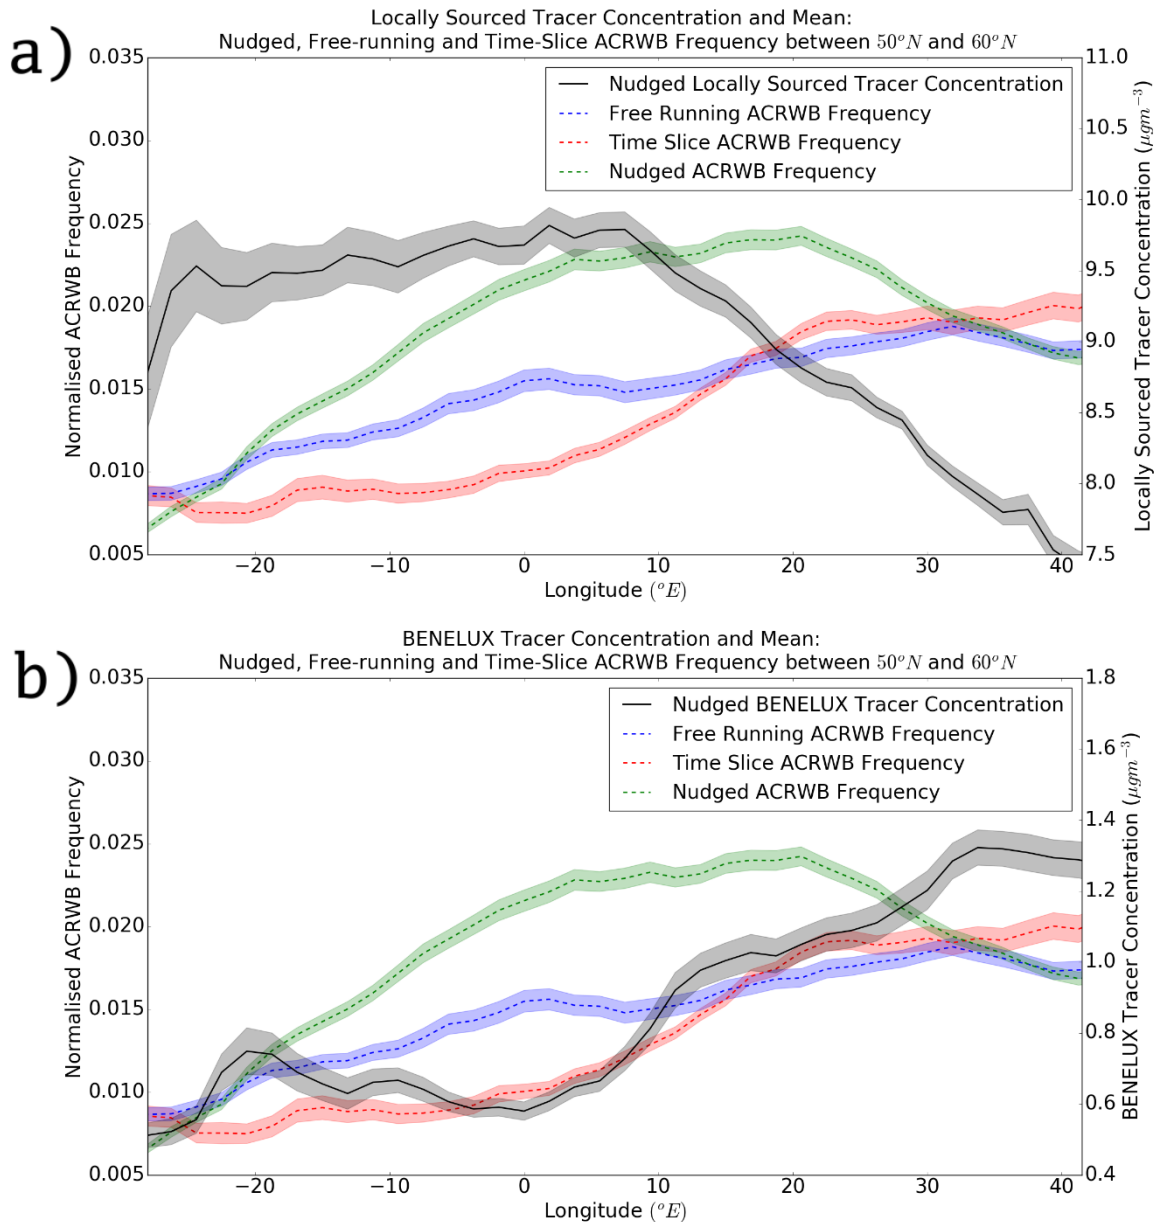 a)
Locally Sourced Tracer Concentration and Mean:
Nudged, Free-running and Time-Slice ACRWB Frequency between 50°N and 60°N
Nudged Locally Sourced Tracer Concentration
Free Running ACRWB Frequency
Time Slice ACRWB Frequency
Nudged ACRWB Frequency
Normalised ACRWB Frequency
0.035
0.030
0.025
0.020
0.015
0.010
0.005
Locally Sourced Tracer Concentration (μgm⁻³)
11.0
10.5
10.0
9.5
9.0
8.5
8.0
7.5
−20 −10 0 10 20 30 40
Longitude (°E)
b)
BENELUX Tracer Concentration and Mean:
Nudged, Free-running and Time-Slice ACRWB Frequency between 50°N and 60°N
Nudged BENELUX Tracer Concentration
Free Running ACRWB Frequency
Time Slice ACRWB Frequency
Nudged ACRWB Frequency
Normalised ACRWB Frequency
0.035
0.030
0.025
0.020
0.015
0.010
0.005
BENELUX Tracer Concentration (μgm⁻³)
1.8
1.6
1.4
1.2
1.0
0.8
0.6
0.4
−20 −10 0 10 20 30 40
Longitude (°E)